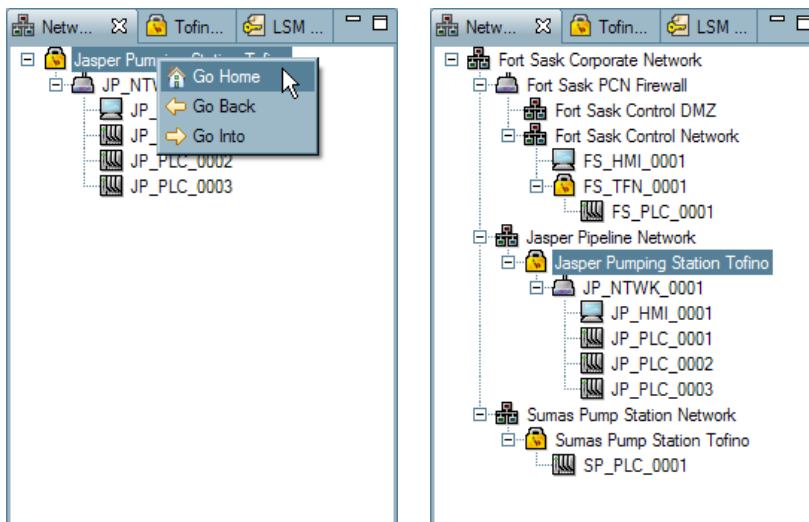 Netw... Tofin... LSM ...
Jasper Pumping Station Tofino
Go Home
JP_NTW
Go Back
JP_
Go Into
JP_
JP_PLC_0002
JP_PLC_0003
Netw... Tofin... LSM ...
Fort Sask Corporate Network
Fort Sask PCN Firewall
Fort Sask Control DMZ
Fort Sask Control Network
FS_HMI_0001
FS_TFN_0001
FS_PLC_0001
Jasper Pipeline Network
Jasper Pumping Station Tofino
JP_NTWK_0001
JP_HMI_0001
JP_PLC_0001
JP_PLC_0002
JP_PLC_0003
Sumas Pump Station Network
Sumas Pump Station Tofino
SP_PLC_0001